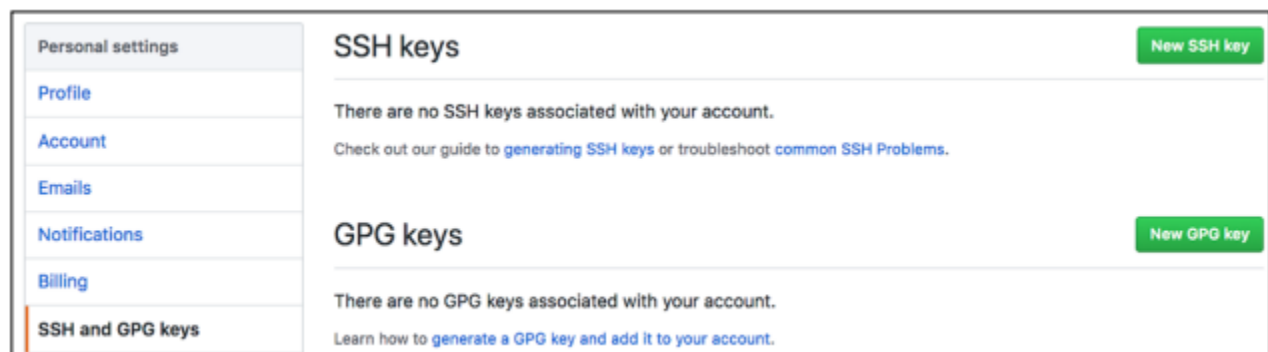 Personal settings
Profile
Account
Emails
Notifications
Billing
SSH and GPG keys
SSH keys
New SSH key
There are no SSH keys associated with your account.
Check out our guide to generating SSH keys or troubleshoot common SSH Problems.
GPG keys
New GPG key
There are no GPG keys associated with your account.
Learn how to generate a GPG key and add it to your account.